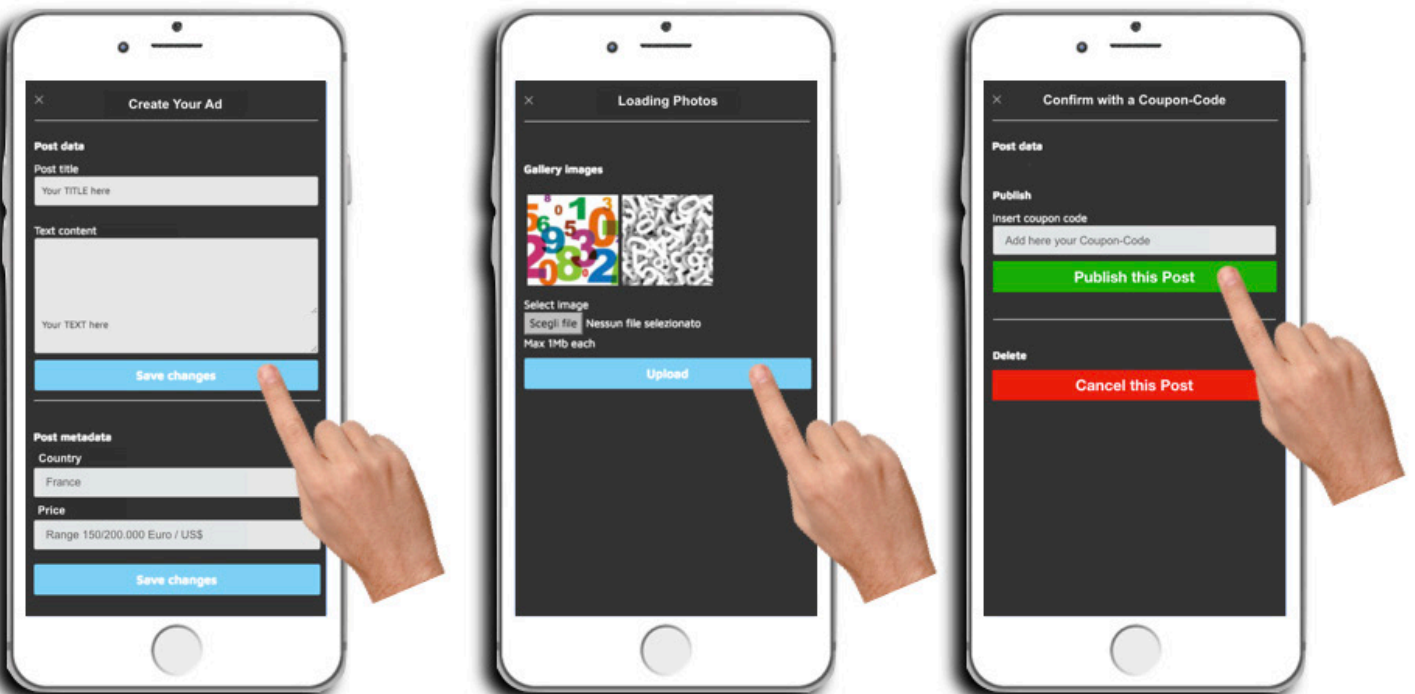 × Create Your Ad
Post data
Post title
Your TITLE here
Text content
Your TEXT here
Save changes
Post metadata
Country
France
Price
Range 150/200.000 Euro / US$
Save changes
× Loading Photos
Gallery images
Select image
Scegli file Nessun file selezionato
Max 1Mb each
Upload
× Confirm with a Coupon-Code
Post data
Publish
Insert coupon code
Add here your Coupon-Code
Publish this Post
Delete
Cancel this Post